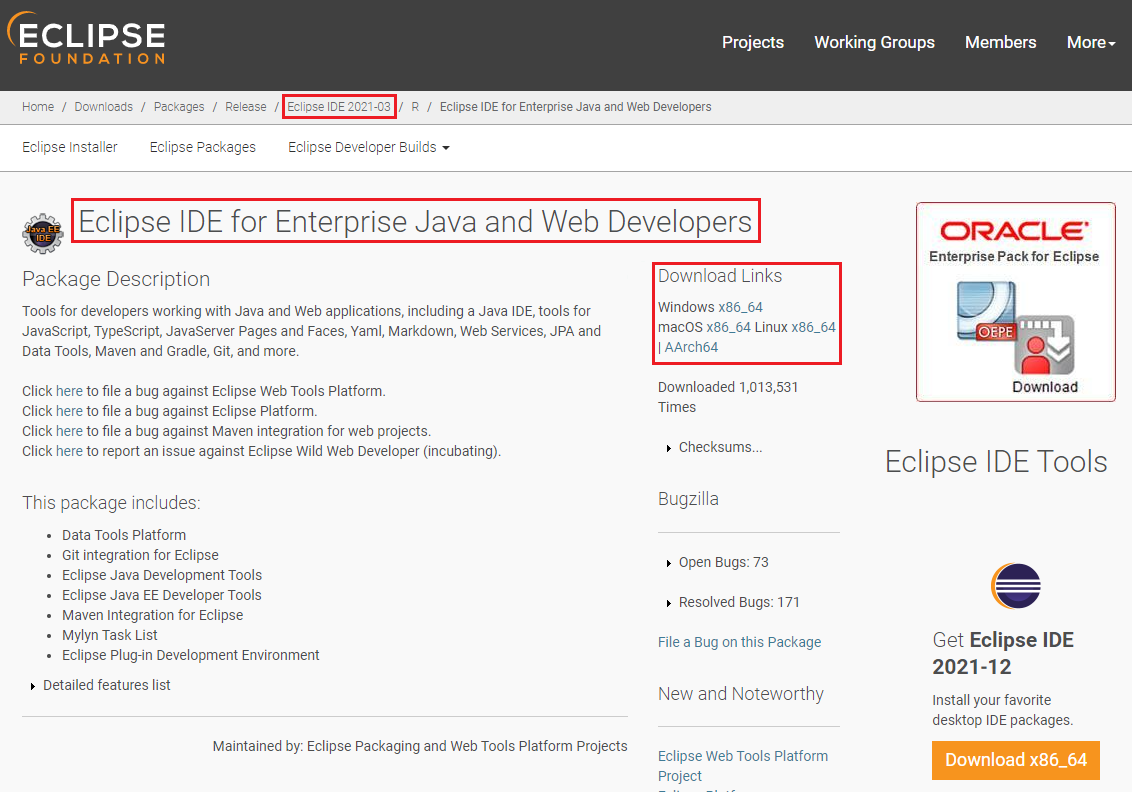 ECLIPSE
FOUNDATION
Projects Working Groups Members More
Home / Downloads / Packages / Release / Eclipse IDE 2021-03 / R / Eclipse IDE for Enterprise Java and Web Developers
Eclipse Installer Eclipse Packages Eclipse Developer Builds
Java EE
IDE
Eclipse IDE for Enterprise Java and Web Developers
Package Description
Tools for developers working with Java and Web applications, including a Java IDE, tools for
JavaScript, TypeScript, JavaServer Pages and Faces, Yaml, Markdown, Web Services, JPA and
Data Tools, Maven and Gradle, Git, and more.
Click here to file a bug against Eclipse Web Tools Platform.
Click here to file a bug against Eclipse Platform.
Click here to file a bug against Maven integration for web projects.
Click here to report an issue against Eclipse Wild Web Developer (incubating).
This package includes:
• Data Tools Platform
• Git integration for Eclipse
• Eclipse Java Development Tools
• Eclipse Java EE Developer Tools
• Maven Integration for Eclipse
• Mylyn Task List
• Eclipse Plug-in Development Environment
Detailed features list
Maintained by: Eclipse Packaging and Web Tools Platform Projects
Download Links
Windows x86_64
macOS x86_64 Linux x86_64
| AArch64
Downloaded 1,013,531
Times
Checksums...
Bugzilla
Open Bugs: 73
Resolved Bugs: 171
File a Bug on this Package
New and Noteworthy
Eclipse Web Tools Platform
Project
ORACLE
Enterprise Pack for Eclipse
OEPE
Download
Eclipse IDE Tools
Get Eclipse IDE
2021-12
Install your favorite
desktop IDE packages.
Download x86_64